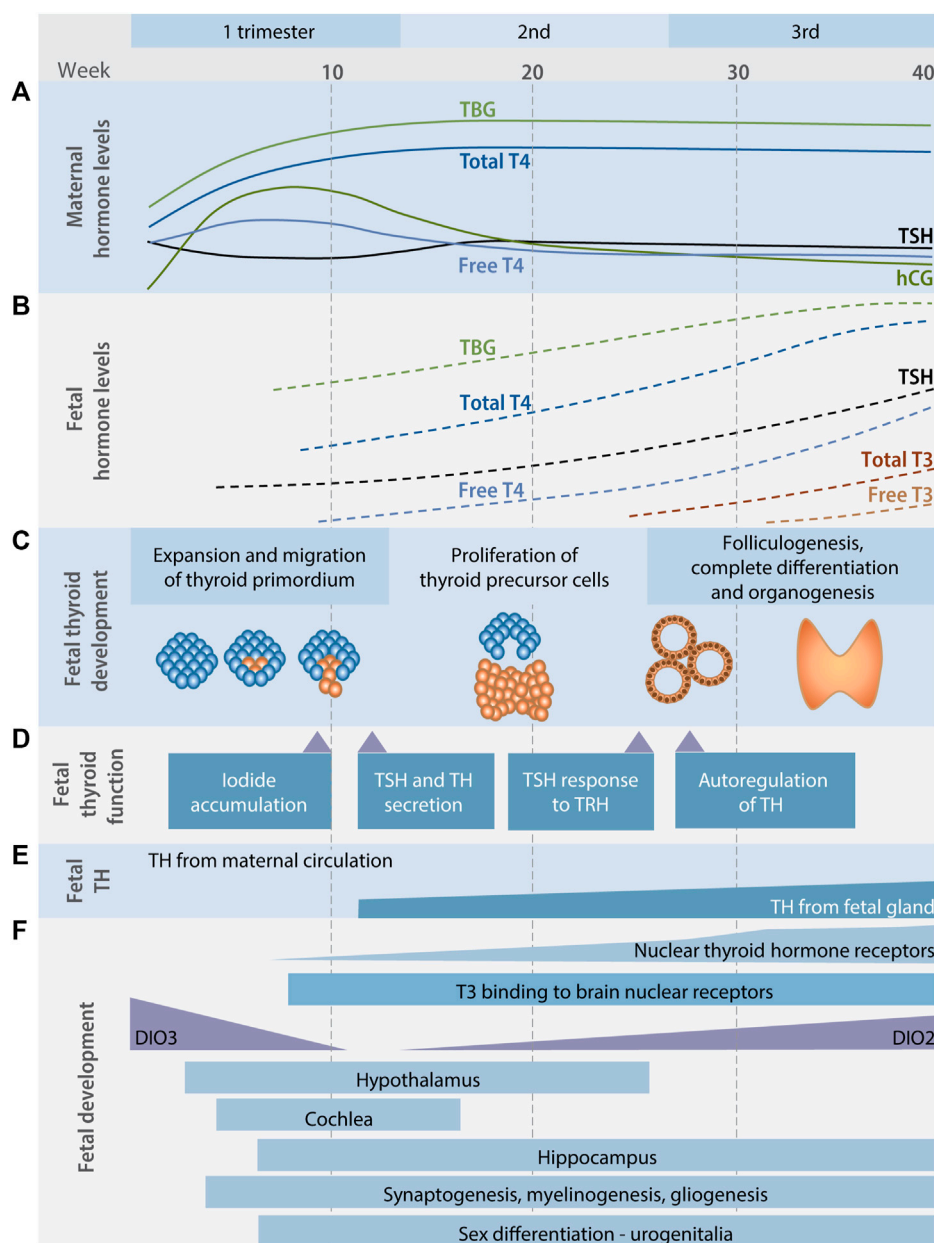 1 trimester
2nd
3rd
Week
10
20
30
40
A
Maternal
hormone levels
TBG
Total T4
TSH
Free T4
hCG
B
Fetal
hormone levels
TBG
Total T4
TSH
Free T4
Total T3
Free T3
C
Fetal thyroid
development
Expansion and migration
of thyroid primordium
Proliferation of
thyroid precursor cells
Folliculogenesis,
complete differentiation
and organogenesis
D
Fetal
thyroid
function
Iodide
accumulation
TSH and TH
secretion
TSH response
to TRH
Autoregulation
of TH
E
Fetal
TH
TH from maternal circulation
TH from fetal gland
F
Fetal development
Nuclear thyroid hormone receptors
T3 binding to brain nuclear receptors
DIO3
DIO2
Hypothalamus
Cochlea
Hippocampus
Synaptogenesis, myelinogenesis, gliogenesis
Sex differentiation - urogenitalia